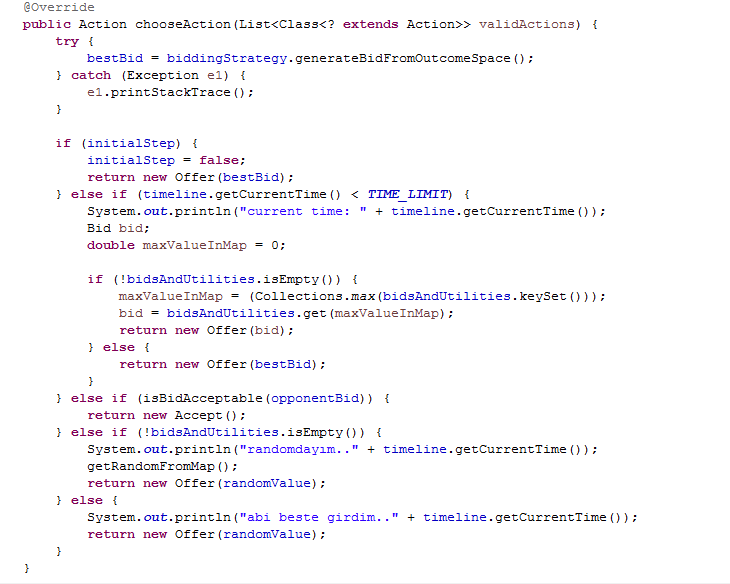 @Override
public Action chooseAction(List<Class<? extends Action>> validActions) {
    try {
        bestBid = biddingStrategy.generateBidFromOutcomeSpace();
    } catch (Exception e1) {
        e1.printStackTrace();
    }

    if (initialStep) {
        initialStep = false;
        return new Offer(bestBid);
    } else if (timeline.getCurrentTime() < TIME_LIMIT) {
        System.out.println("current time: " + timeline.getCurrentTime());
        Bid bid;
        double maxValueInMap = 0;

        if (!bidsAndUtilities.isEmpty()) {
            maxValueInMap = (Collections.max(bidsAndUtilities.keySet()));
            bid = bidsAndUtilities.get(maxValueInMap);
            return new Offer(bid);
        } else {
            return new Offer(bestBid);
        }
    } else if (isBidAcceptable(opponentBid)) {
        return new Accept();
    } else if (!bidsAndUtilities.isEmpty()) {
        System.out.println("randomdayım.." + timeline.getCurrentTime());
        getRandomFromMap();
        return new Offer(randomValue);
    } else {
        System.out.println("abi beste girdim.." + timeline.getCurrentTime());
        return new Offer(randomValue);
    }
}